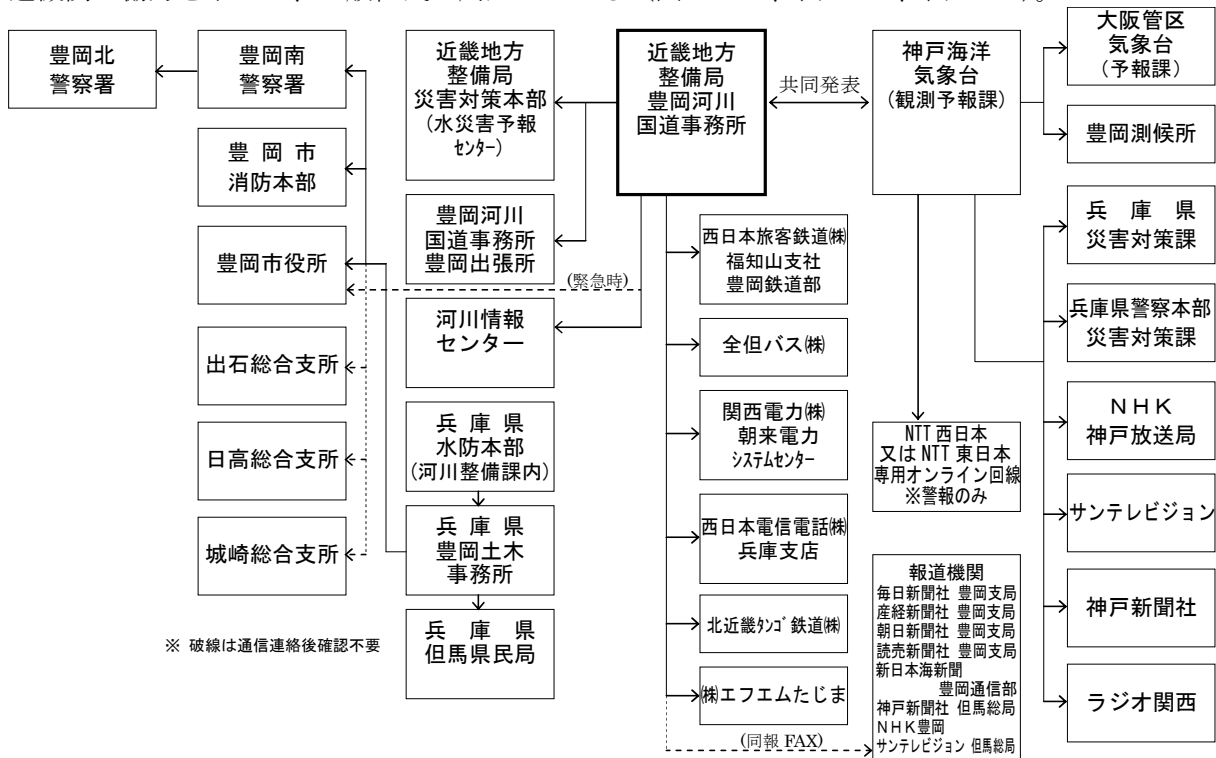 豊岡北
警察署
豊岡南
警察署
豊 岡 市
消防本部
豊岡市役所
出石総合支所
日高総合支所
城崎総合支所
※ 破線は通信連絡後確認不要
近畿地方
整備局
災害対策本部
(水災害予報
ｾﾝﾀｰ)
豊岡河川
国道事務所
豊岡出張所
河川情報
センター
兵 庫 県
水防本部
(河川整備課内)
兵 庫 県
豊岡土木
事務所
兵 庫 県
但馬県民局
近畿地方
整備局
豊岡河川
国道事務所
共同発表
(緊急時)
西日本旅客鉄道㈱
福知山支社
豊岡鉄道部
全但バス㈱
関西電力㈱
朝来電力
ｼｽﾃﾑｾﾝﾀｰ
西日本電信電話㈱
兵庫支店
北近畿ﾀﾝｺﾞ鉄道㈱
㈱エフエムたじま
(同報 FAX)
神戸海洋
気象台
(観測予報課)
NTT 西日本
又は NTT 東日本
専用オンライン回線
※警報のみ
報道機関
毎日新聞社 豊岡支局
産経新聞社 豊岡支局
朝日新聞社 豊岡支局
読売新聞社 豊岡支局
新日本海新聞
豊岡通信部
神戸新聞社 但馬総局
ＮＨＫ豊岡
サンテレビジョン 但馬総局
大阪管区
気象台
(予報課)
豊岡測候所
兵 庫 県
災害対策課
兵庫県警察本部
災害対策課
ＮＨＫ
神戸放送局
サンテレビジョン
神戸新聞社
ラジオ関西